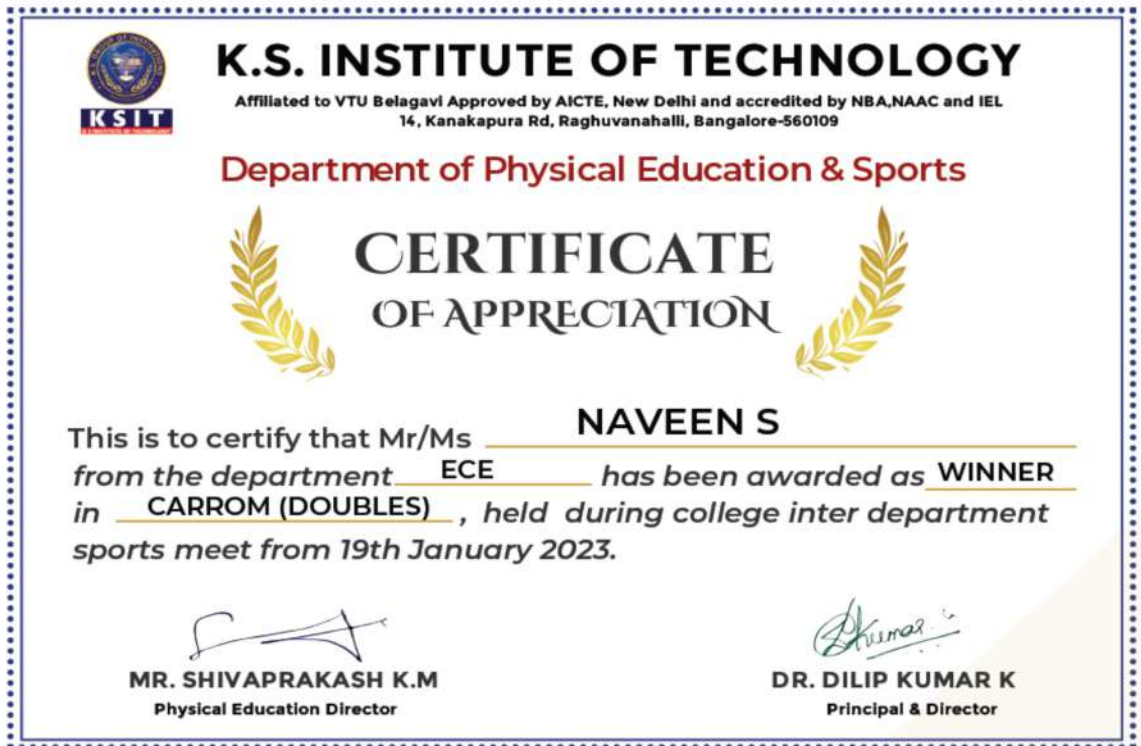 K.S. INSTITUTE OF TECHNOLOGY
Affiliated to VTU Belagavi Approved by AICTE, New Delhi and accredited by NBA,NAAC and IEL
14, Kanakapura Rd, Raghuvanahalli, Bangalore-560109
KSIT
K.S INSTITUTE OF TECHNOLOGY
Department of Physical Education & Sports
CERTIFICATE
OF APPRECIATION
This is to certify that Mr/Ms NAVEEN S
from the department ECE has been awarded as WINNER
in CARROM (DOUBLES) , held during college inter department
sports meet from 19th January 2023.
MR. SHIVAPRAKASH K.M
Physical Education Director
DR. DILIP KUMAR K
Principal & Director